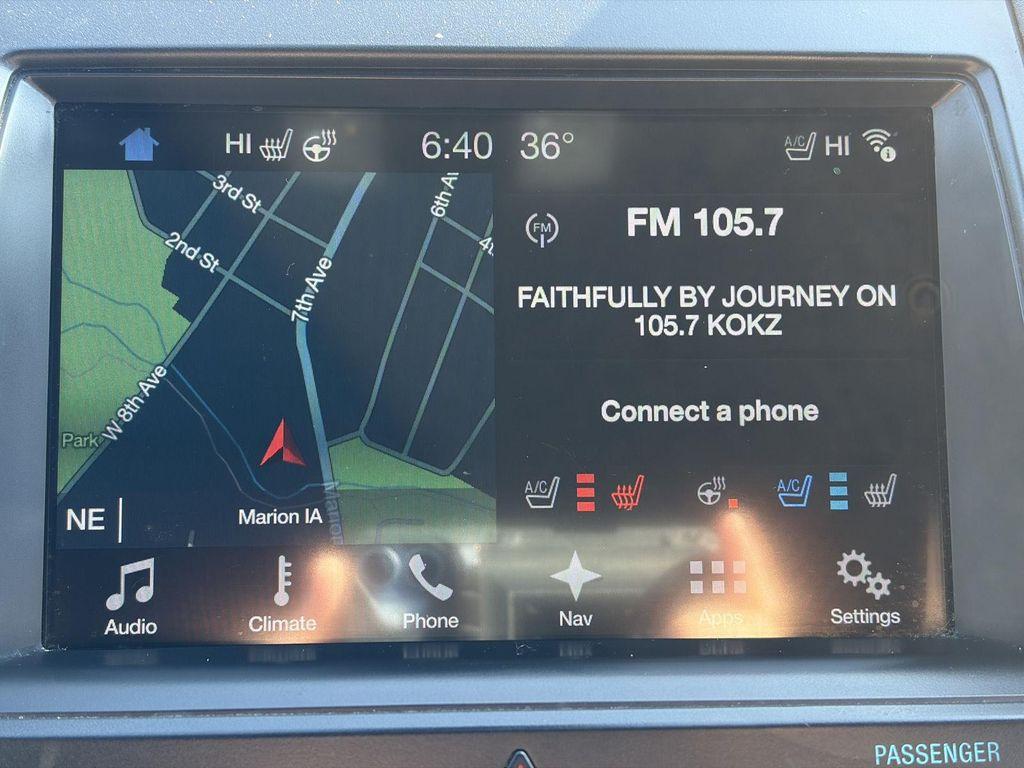 HI
6:40 36°
A/C
HI
3rd St
6th A
4t
2nd St
7th Ave
W 8th Ave
Park
NE
Marion IA
FM
FM 105.7
FAITHFULLY BY JOURNEY ON
105.7 KOKZ
Connect a phone
A/C
A/C
Audio
Climate
Phone
Nav
Apps
Settings
PASSENGER